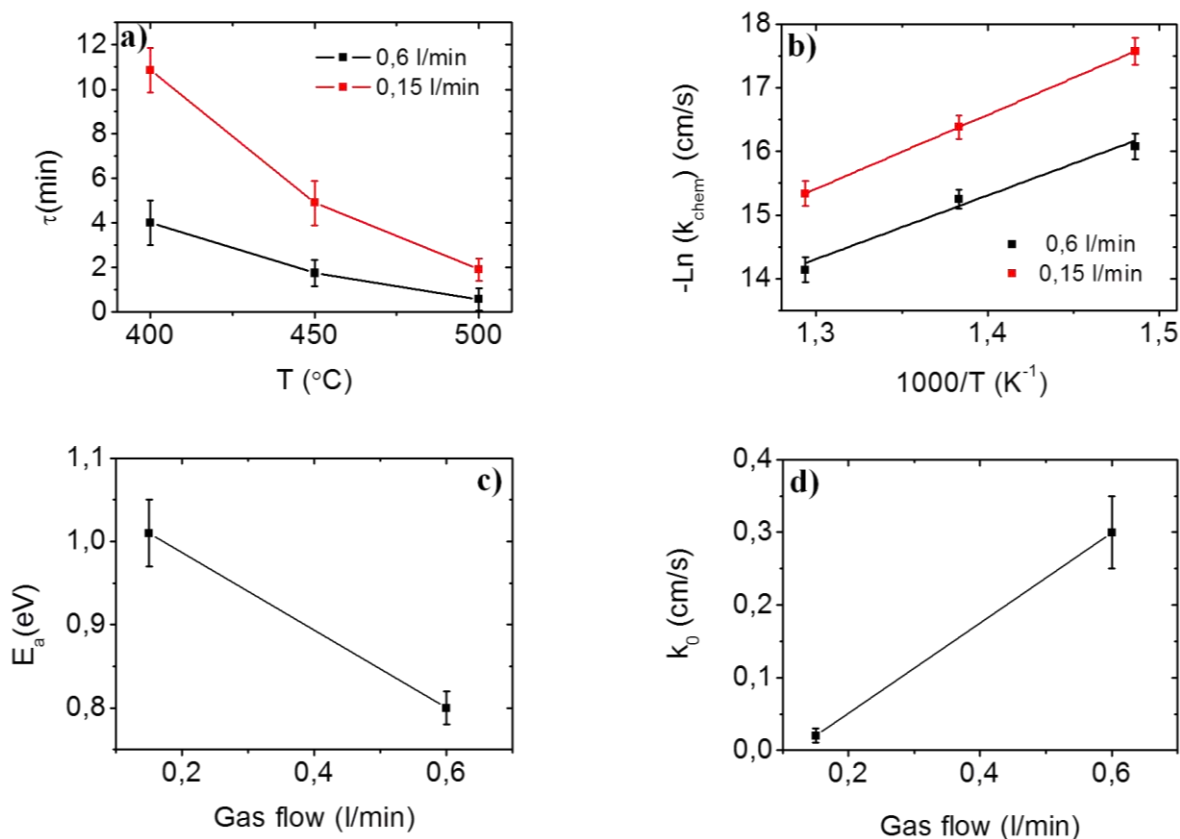 a)
12
10
8
6
4
2
0
τ(min)
0,6 l/min
0,15 l/min
400
450
500
T (°C)
b)
18
17
16
15
14
-Ln (k_chem) (cm/s)
0,6 l/min
0,15 l/min
1,3
1,4
1,5
1000/T (K⁻¹)
c)
1,1
1,0
0,9
0,8
E_a(eV)
0,2
0,4
0,6
Gas flow (l/min)
d)
0,4
0,3
0,2
0,1
0,0
k_0 (cm/s)
0,2
0,4
0,6
Gas flow (l/min)